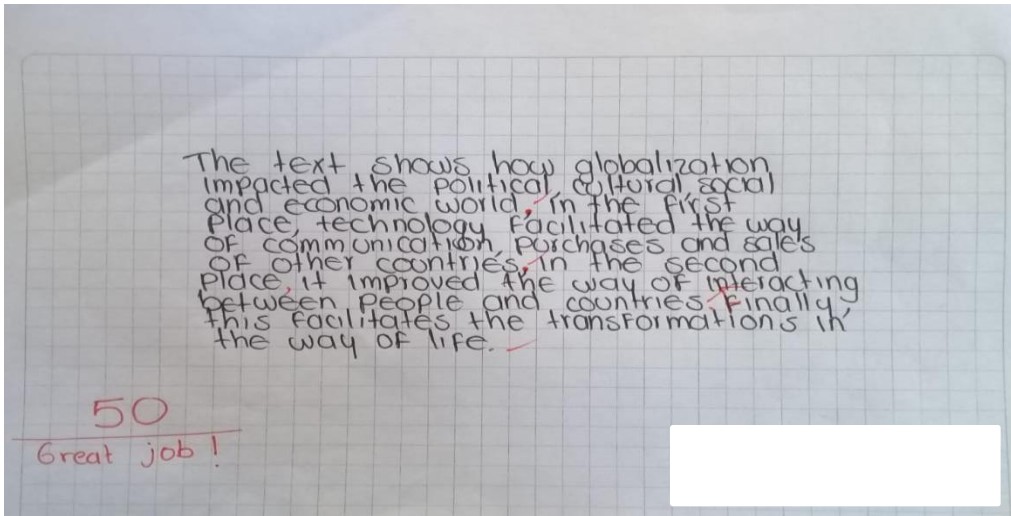 The text shows how globalization
impacted the political, cultural, social
and economic world, in the first
place, technology facilitated the way
of communication, purchases and sales
of other countries, in the second
place, it improved the way of interacting
between people and countries. Finally,
this facilitates the transformations in
the way of life.
50
Great job!